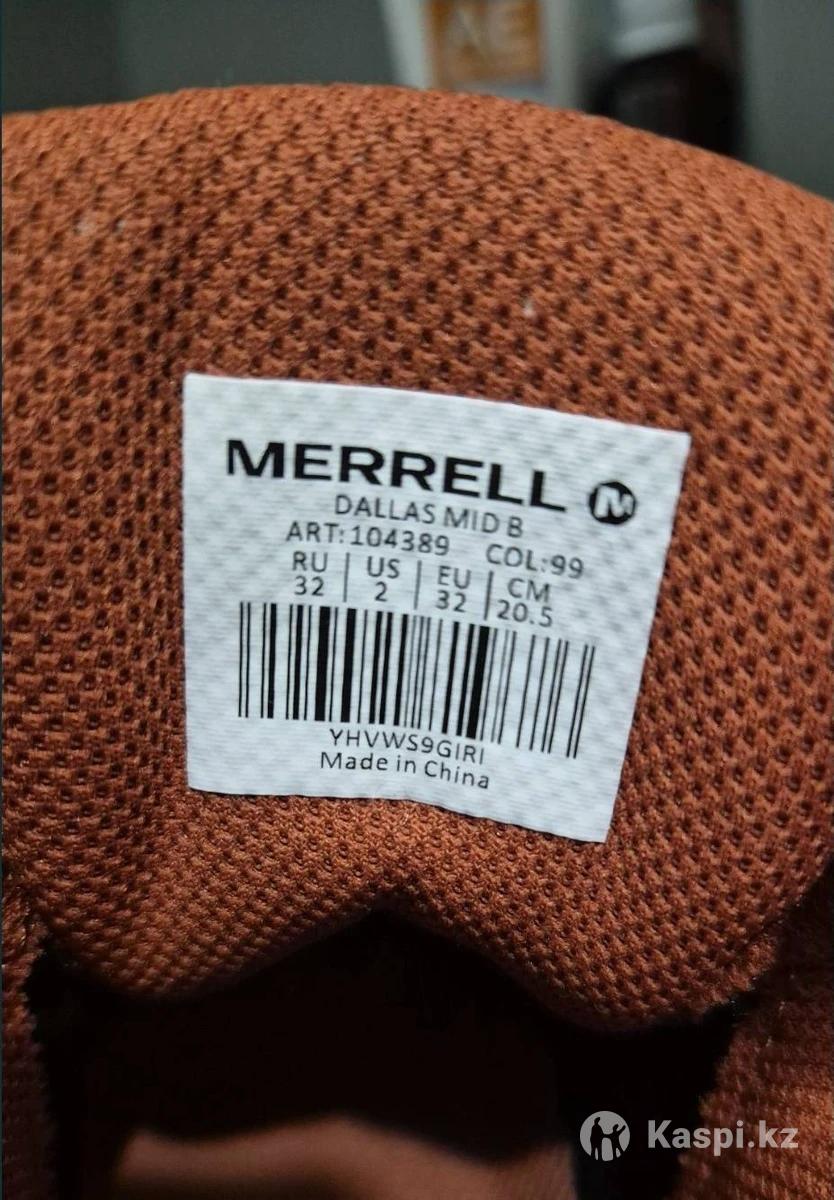 AE
MERRELL M
DALLAS MID B
ART:104389 COL:99
RU | US | EU | CM
32 | 2 | 32 | 20.5
YHVWS9GIRI
Made in China
Kaspi.kz